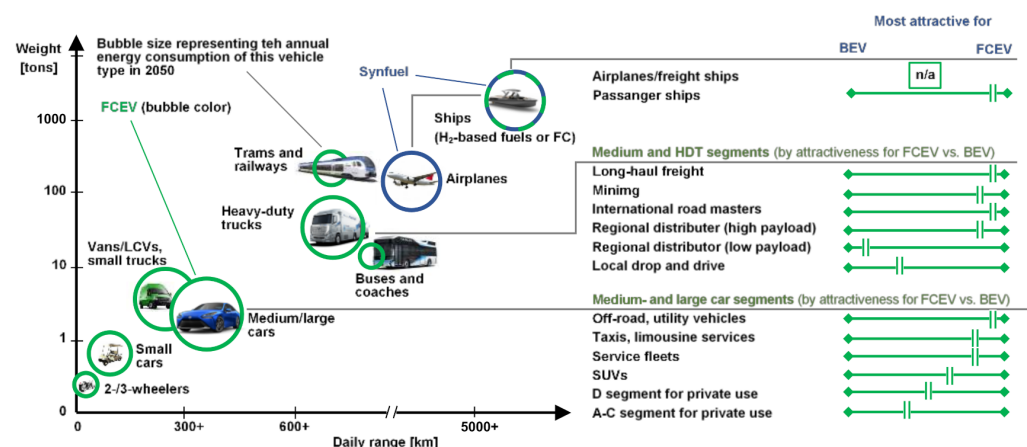 Most attractive for
BEV
FCEV
Weight
[tons]
Bubble size representing teh annual
energy consumption of this vehicle
type in 2050
FCEV (bubble color)
Synfuel
n/a
Airplanes/freight ships
Passanger ships
1000
100
10
1
0
Ships
(H₂-based fuels or FC)
Trams and
railways
Airplanes
Heavy-duty
trucks
Vans/LCVs,
small trucks
Buses and
coaches
Medium/large
cars
Small
cars
2-/3-wheelers
Medium and HDT segments (by attractiveness for FCEV vs. BEV)
Long-haul freight
Minimg
International road masters
Regional distributer (high payload)
Regional distributor (low payload)
Local drop and drive
Medium- and large car segments (by attractiveness for FCEV vs. BEV)
Off-road, utility vehicles
Taxis, limousine services
Service fleets
SUVs
D segment for private use
A-C segment for private use
0
300+
600+
5000+
Daily range [km]